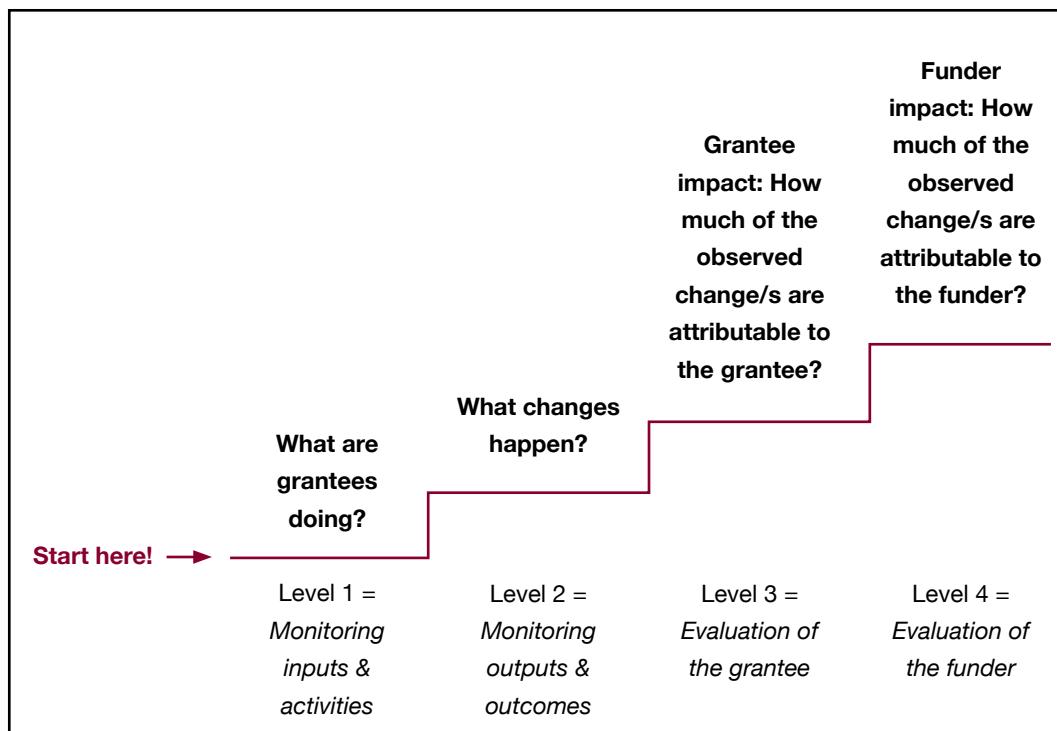 Funder
impact: How
much of the
observed
change/s are
attributable to
the funder?
Grantee
impact: How
much of the
observed
change/s are
attributable to
the grantee?
What changes
happen?
What are
grantees
doing?
Start here!
Level 1 =
Monitoring
inputs &
activities
Level 2 =
Monitoring
outputs &
outcomes
Level 3 =
Evaluation of
the grantee
Level 4 =
Evaluation of
the funder